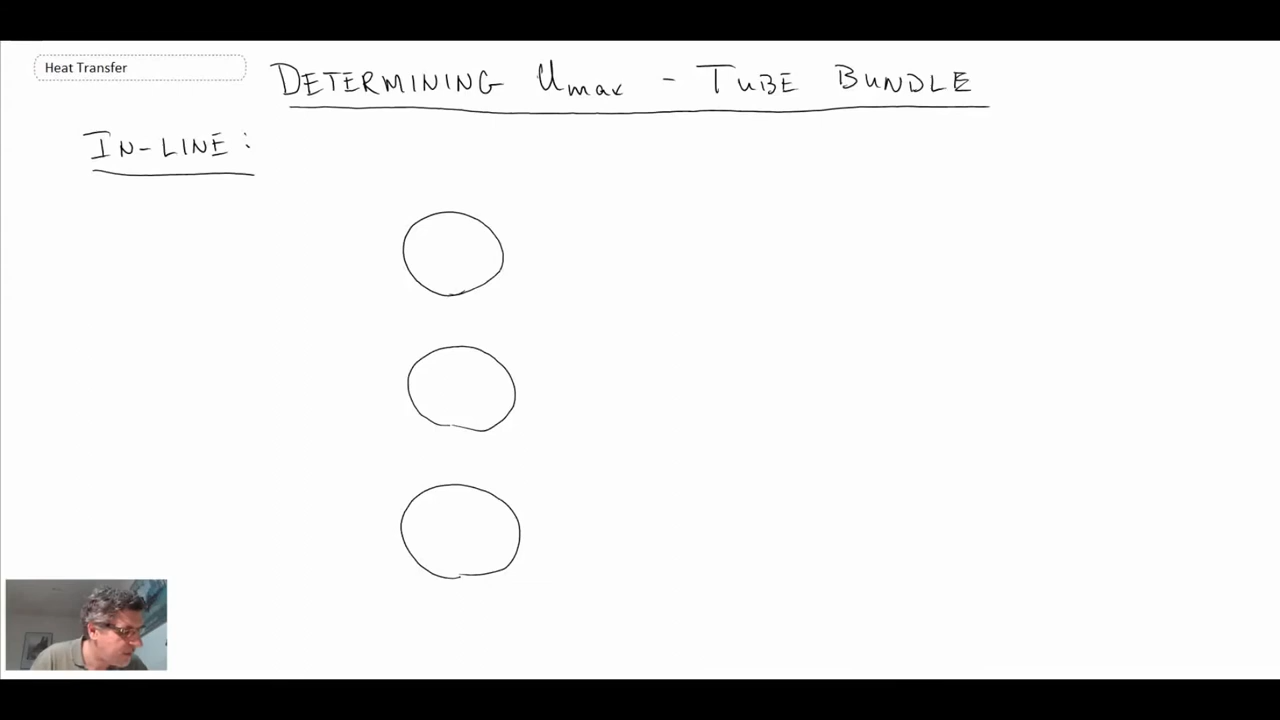 Heat Transfer
DETERMINING Umax - TUBE BUNDLE
IN-LINE: